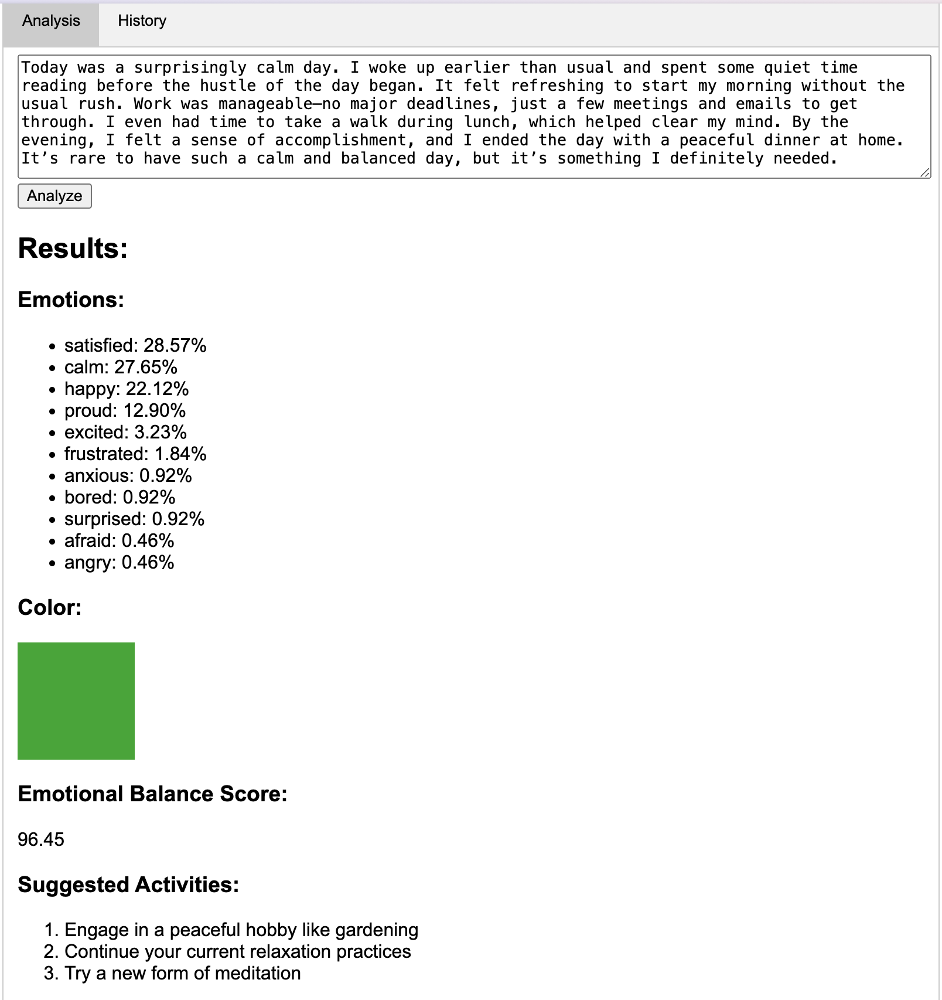 Analysis
History
Today was a surprisingly calm day. I woke up earlier than usual and spent some quiet time
reading before the hustle of the day began. It felt refreshing to start my morning without the
usual rush. Work was manageable—no major deadlines, just a few meetings and emails to get
through. I even had time to take a walk during lunch, which helped clear my mind. By the
evening, I felt a sense of accomplishment, and I ended the day with a peaceful dinner at home.
It’s rare to have such a calm and balanced day, but it’s something I definitely needed.
Analyze
Results:
Emotions:
• satisfied: 28.57%
• calm: 27.65%
• happy: 22.12%
• proud: 12.90%
• excited: 3.23%
• frustrated: 1.84%
• anxious: 0.92%
• bored: 0.92%
• surprised: 0.92%
• afraid: 0.46%
• angry: 0.46%
Color:
Emotional Balance Score:
96.45
Suggested Activities:
1. Engage in a peaceful hobby like gardening
2. Continue your current relaxation practices
3. Try a new form of meditation